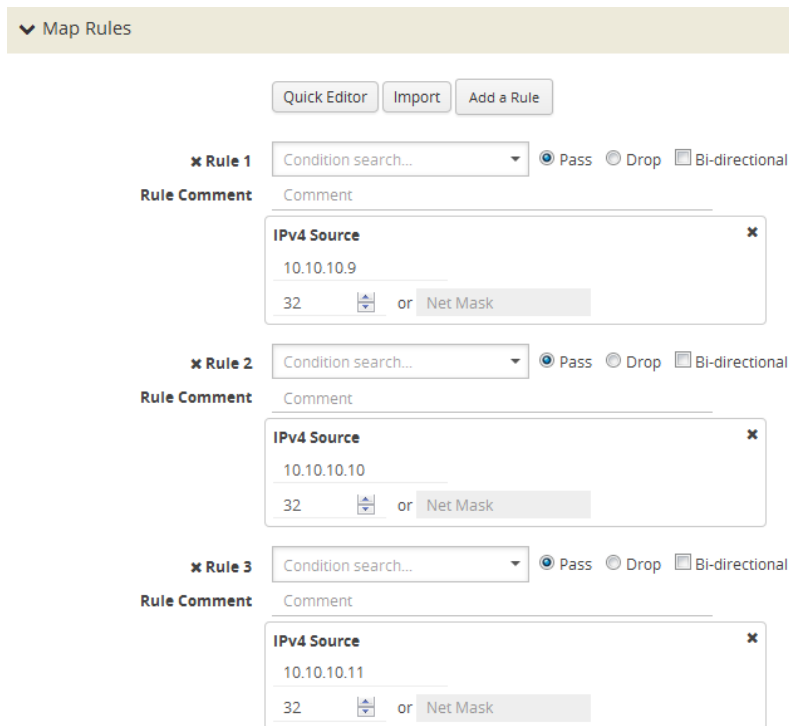 Map Rules
Quick Editor Import Add a Rule
Rule 1 Condition search... Pass Drop Bi-directional
Rule Comment Comment
IPv4 Source
10.10.10.9
32 or Net Mask
Rule 2 Condition search... Pass Drop Bi-directional
Rule Comment Comment
IPv4 Source
10.10.10.10
32 or Net Mask
Rule 3 Condition search... Pass Drop Bi-directional
Rule Comment Comment
IPv4 Source
10.10.10.11
32 or Net Mask